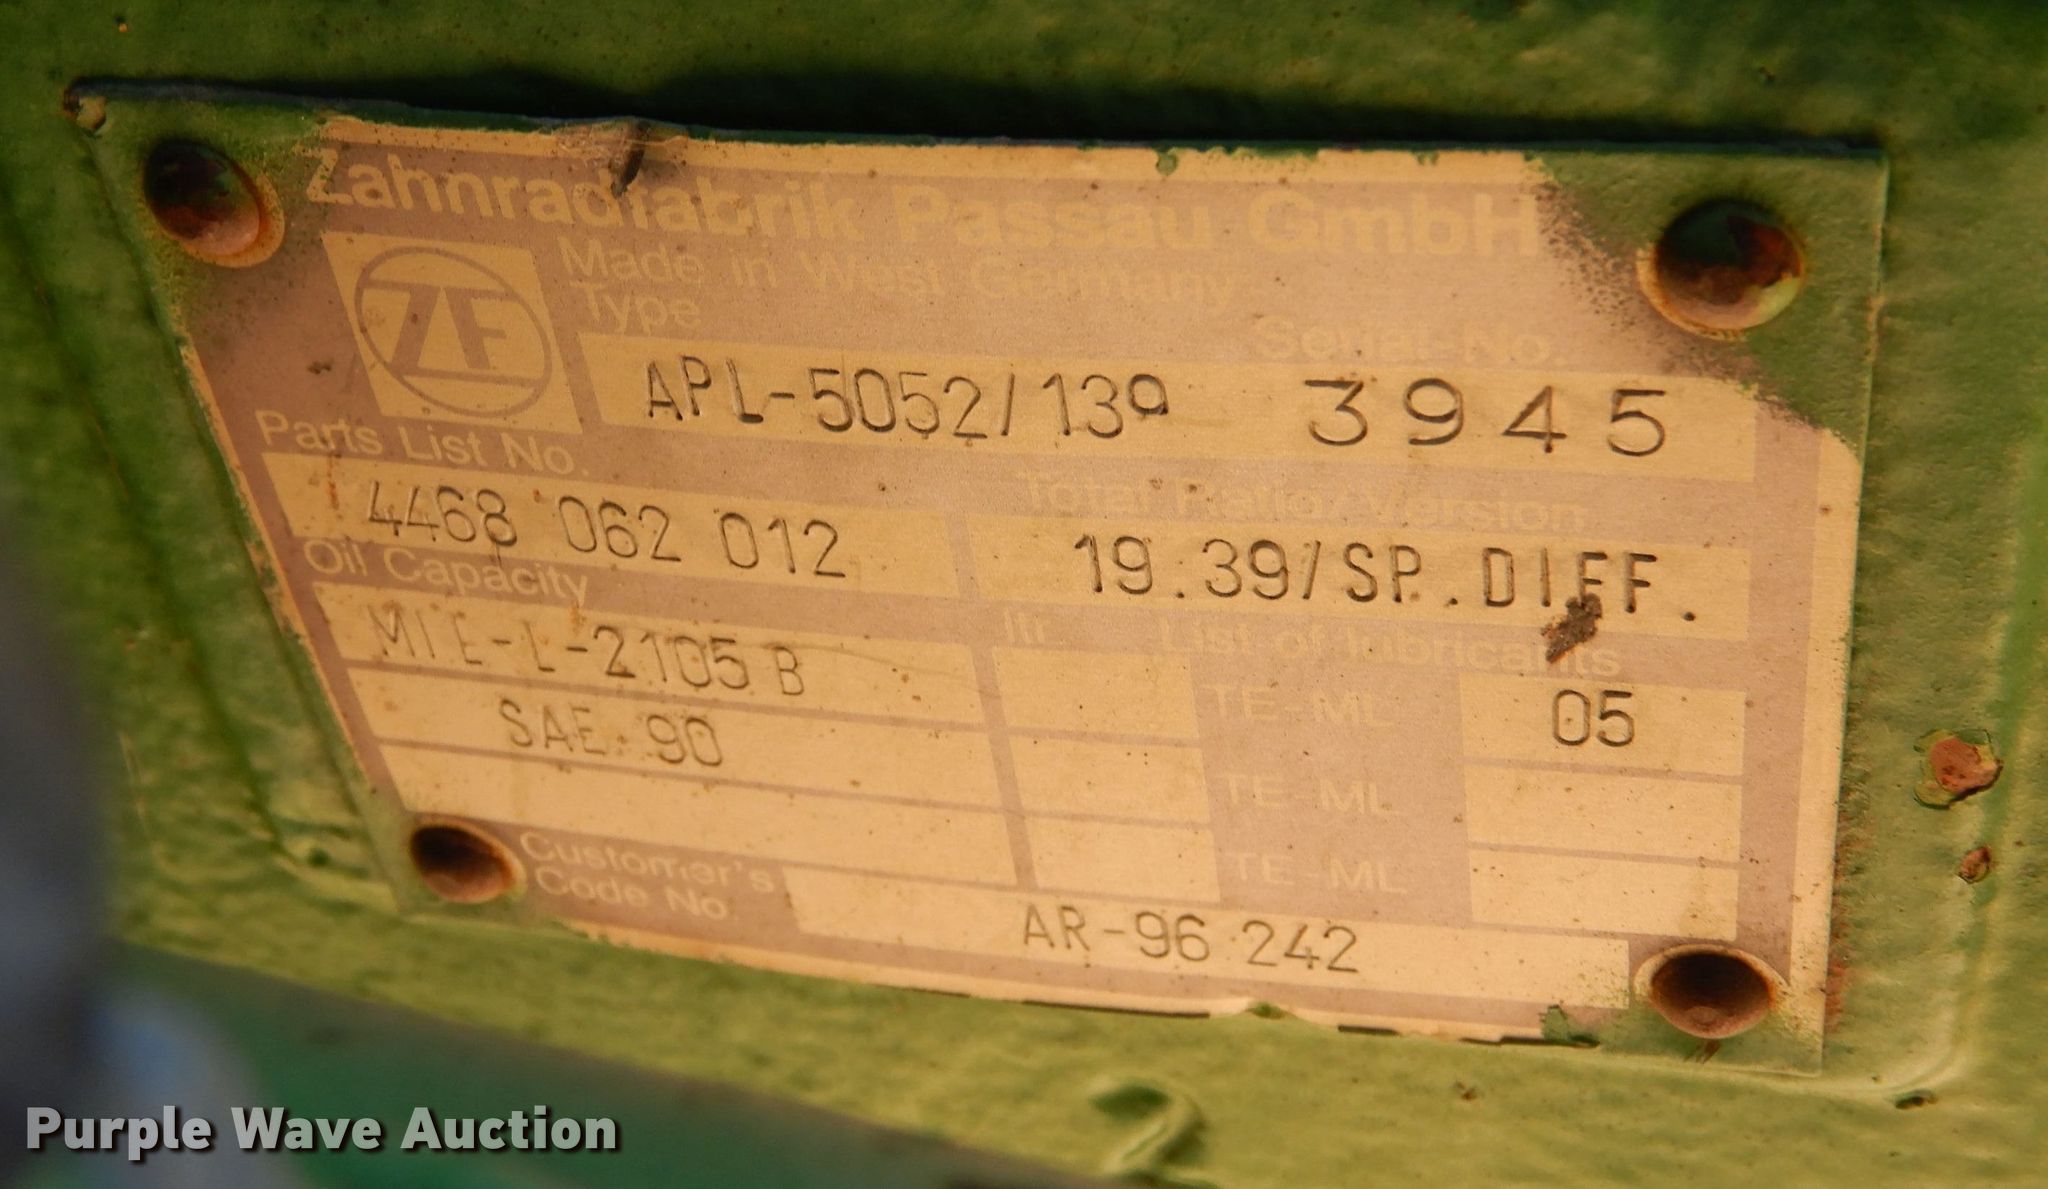 Zahnradfabrik Passau GmbH
ZF
Made in West Germany
Type
Serial-No.
APL-5052/13º 3945
Parts List No.
Total Ratio/Version
4468 062 012
19.39/SP.DIFF.
Oil Capacity
In
List of lubricants
MIL-L-2105 B
TE-ML 05
SAE 90
TE-ML
TE-ML
Customer's
Code No
AR-96 242
Purple Wave Auction